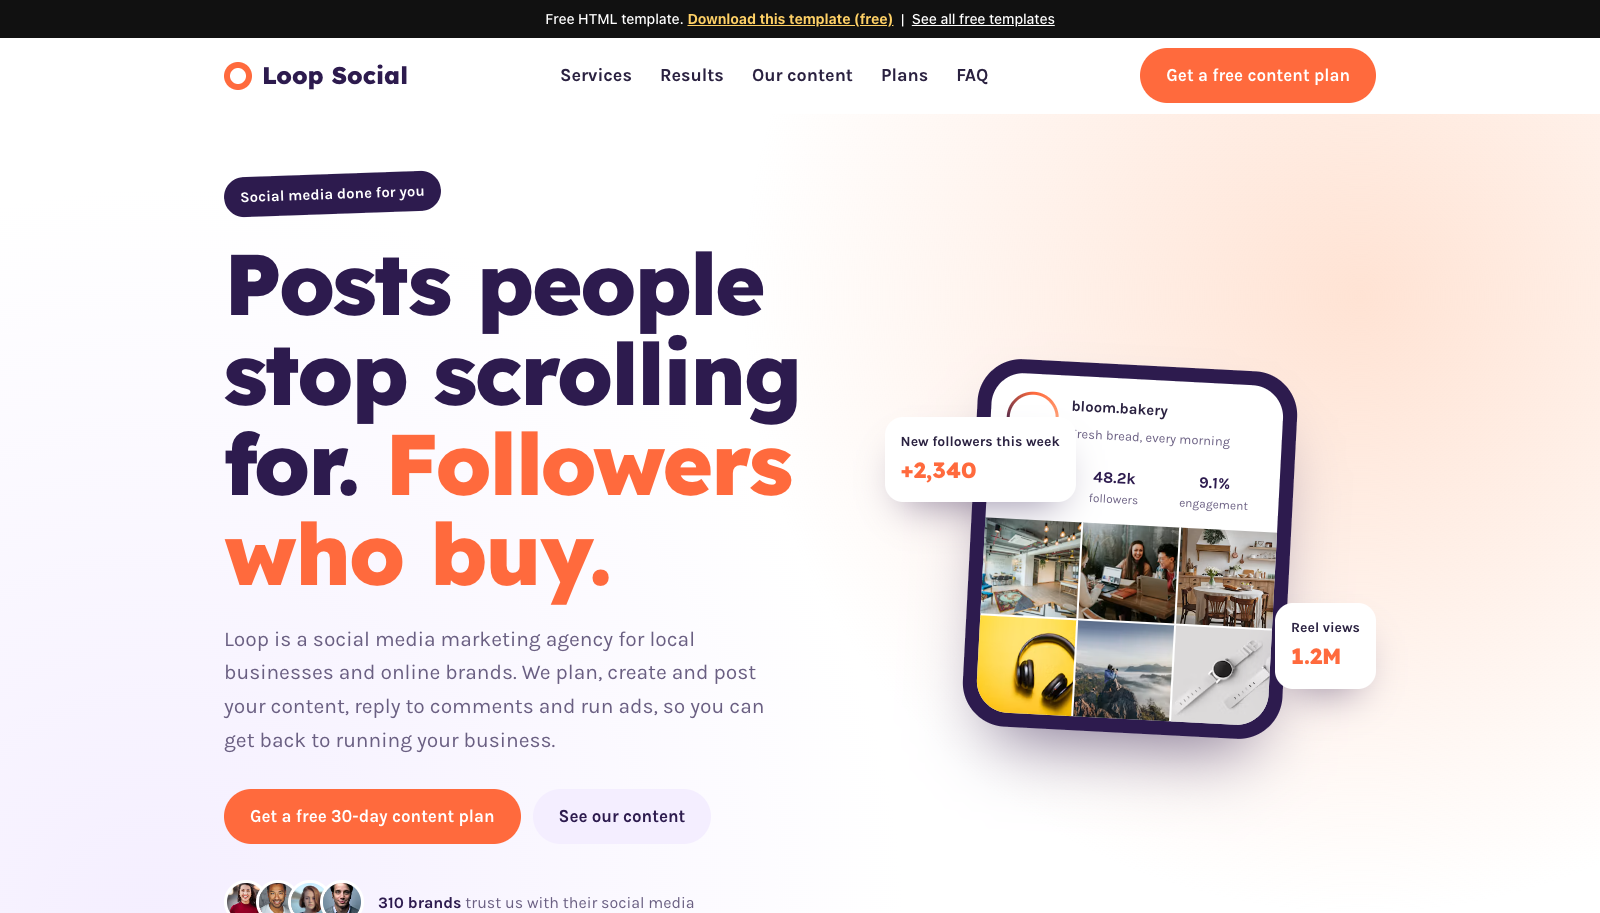 Free HTML template. Download this template (free) | See all free templates
Loop Social
Services Results Our content Plans FAQ
Get a free content plan
Social media done for you
Posts people
stop scrolling
for. Followers
who buy.
Loop is a social media marketing agency for local
businesses and online brands. We plan, create and post
your content, reply to comments and run ads, so you can
get back to running your business.
Get a free 30-day content plan
See our content
310 brands trust us with their social media
bloom.bakery
resh bread, every morning
New followers this week
+2,340
48.2k
followers
9.1%
engagement
Reel views
1.2M